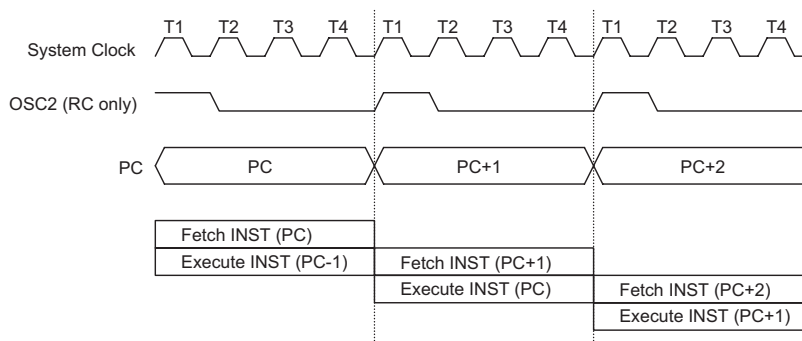 T1 T2 T3 T4 T1 T2 T3 T4 T1 T2 T3 T4
System Clock
OSC2 (RC only)
PC PC PC+1 PC+2
Fetch INST (PC)
Execute INST (PC-1) Fetch INST (PC+1)
Execute INST (PC) Fetch INST (PC+2)
Execute INST (PC+1)